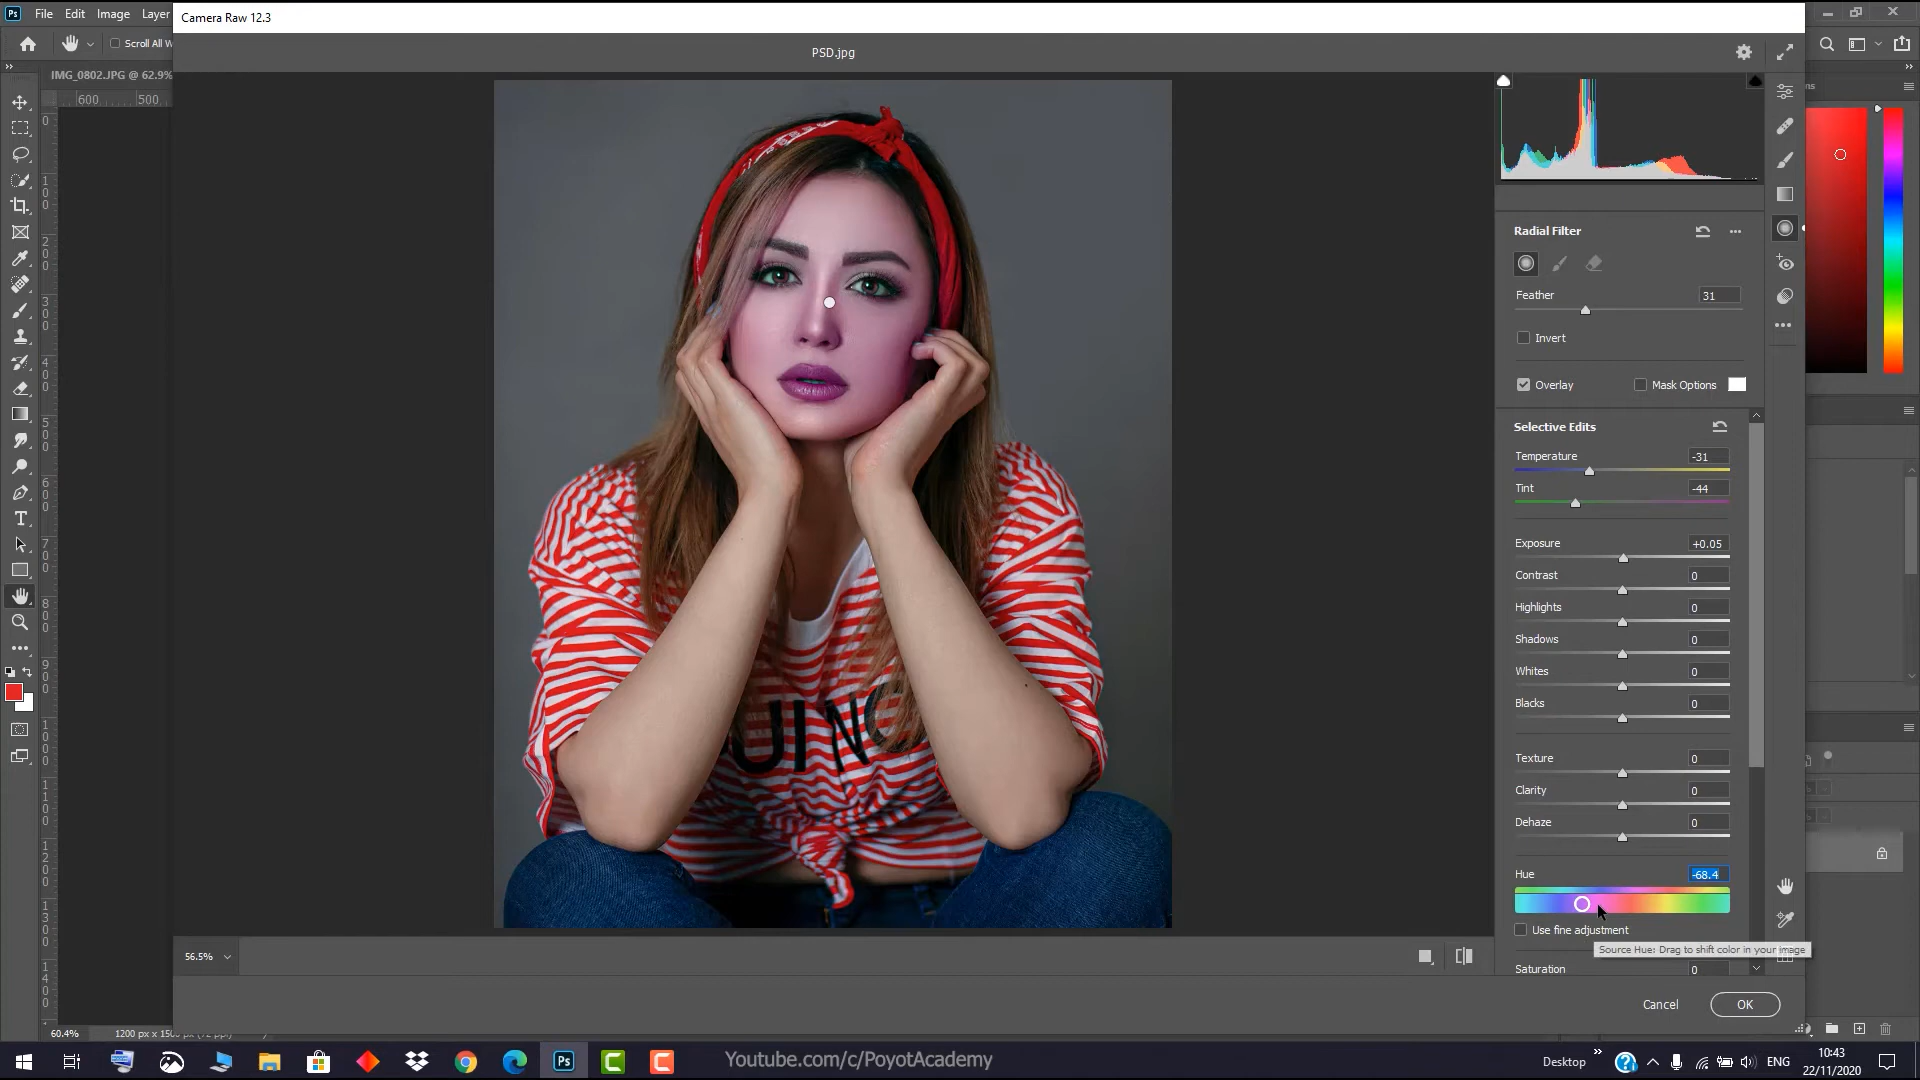 Camera Raw 12.3
File Edit Image Layer
PSD.jpg
Scroll All W
IMG_0802.JPG @ 62.9%
600 500
Radial Filter
Feather 31
Invert
Overlay Mask Options
Selective Edits
Temperature -31
Tint -44
Exposure +0.05
Contrast 0
Highlights 0
Shadows 0
Whites 0
Blacks 0
Texture 0
Clarity 0
Dehaze 0
Hue -68.4
Use fine adjustment
Source Hue: Drag to shift color in your image
Saturation 0
56.5%
Cancel OK
60.4% 1200 px x 150
Youtube.com/c/PoyotAcademy
Desktop
ENG
10:43
22/11/2020